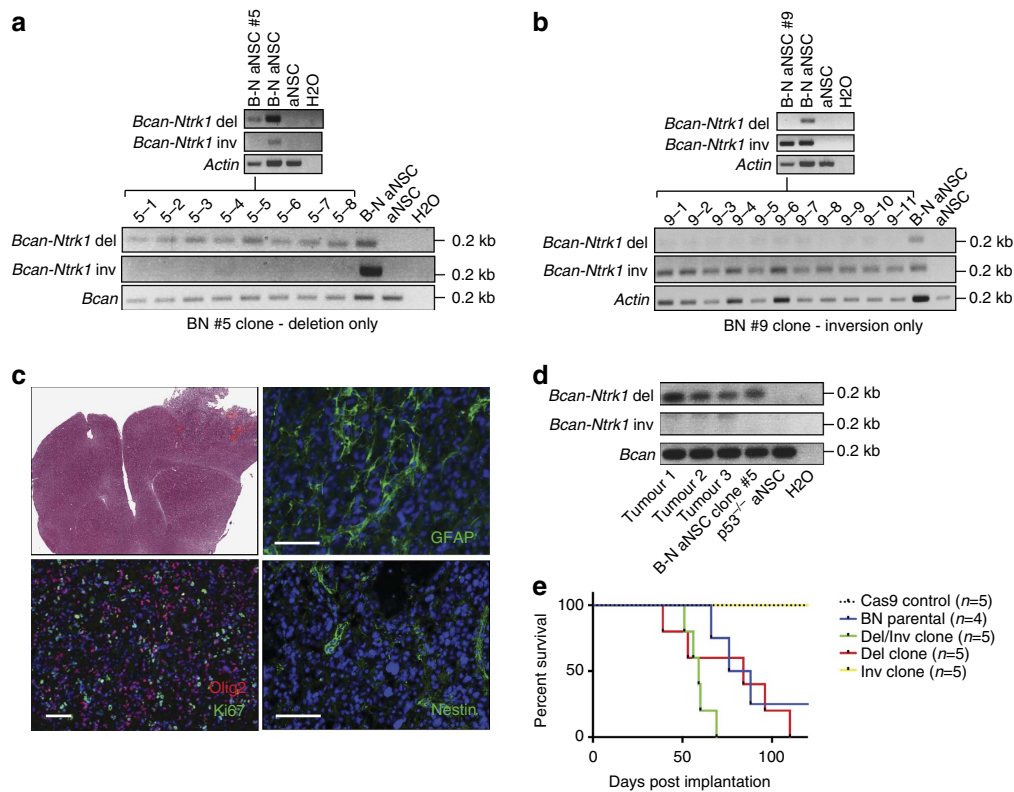 a
B-N aNSC #5
B-N aNSC
aNSC
H2O
Bcan-Ntrk1 del
Bcan-Ntrk1 inv
Actin
5–1
5–2
5–3
5–4
5–5
5–6
5–7
5–8
B-N aNSC
aNSC
H2O
Bcan-Ntrk1 del
0.2 kb
Bcan-Ntrk1 inv
0.2 kb
Bcan
0.2 kb
BN #5 clone - deletion only
b
B-N aNSC #9
B-N aNSC
aNSC
H2O
Bcan-Ntrk1 del
Bcan-Ntrk1 inv
Actin
9–1
9–2
9–3
9–4
9–5
9–6
9–7
9–8
9–9
9–10
9–11
B-N aNSC
aNSC
Bcan-Ntrk1 del
0.2 kb
Bcan-Ntrk1 inv
0.2 kb
Actin
0.2 kb
BN #9 clone - inversion only
c
GFAP
Olig2
Ki67
Nestin
d
Bcan-Ntrk1 del
0.2 kb
Bcan-Ntrk1 inv
0.2 kb
Bcan
0.2 kb
Tumour 1
Tumour 2
Tumour 3
B-N aNSC clone #5
p53–/– aNSC
H2O
e
Percent survival
100
50
0
0
50
100
Days post implantation
Cas9 control (n=5)
BN parental (n=4)
Del/Inv clone (n=5)
Del clone (n=5)
Inv clone (n=5)